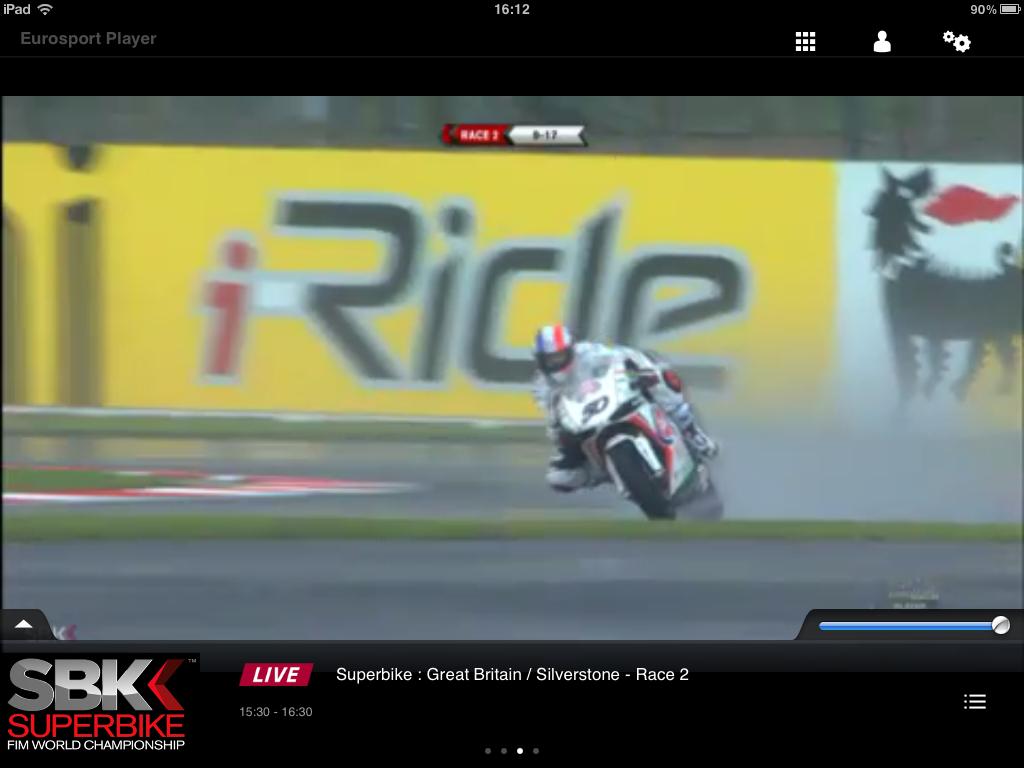 iPad 16:12 90%
Eurosport Player
RACE 2 9-17
iRide
SBK™
SUPERBIKE
FIM WORLD CHAMPIONSHIP
LIVE Superbike : Great Britain / Silverstone - Race 2
15:30 - 16:30